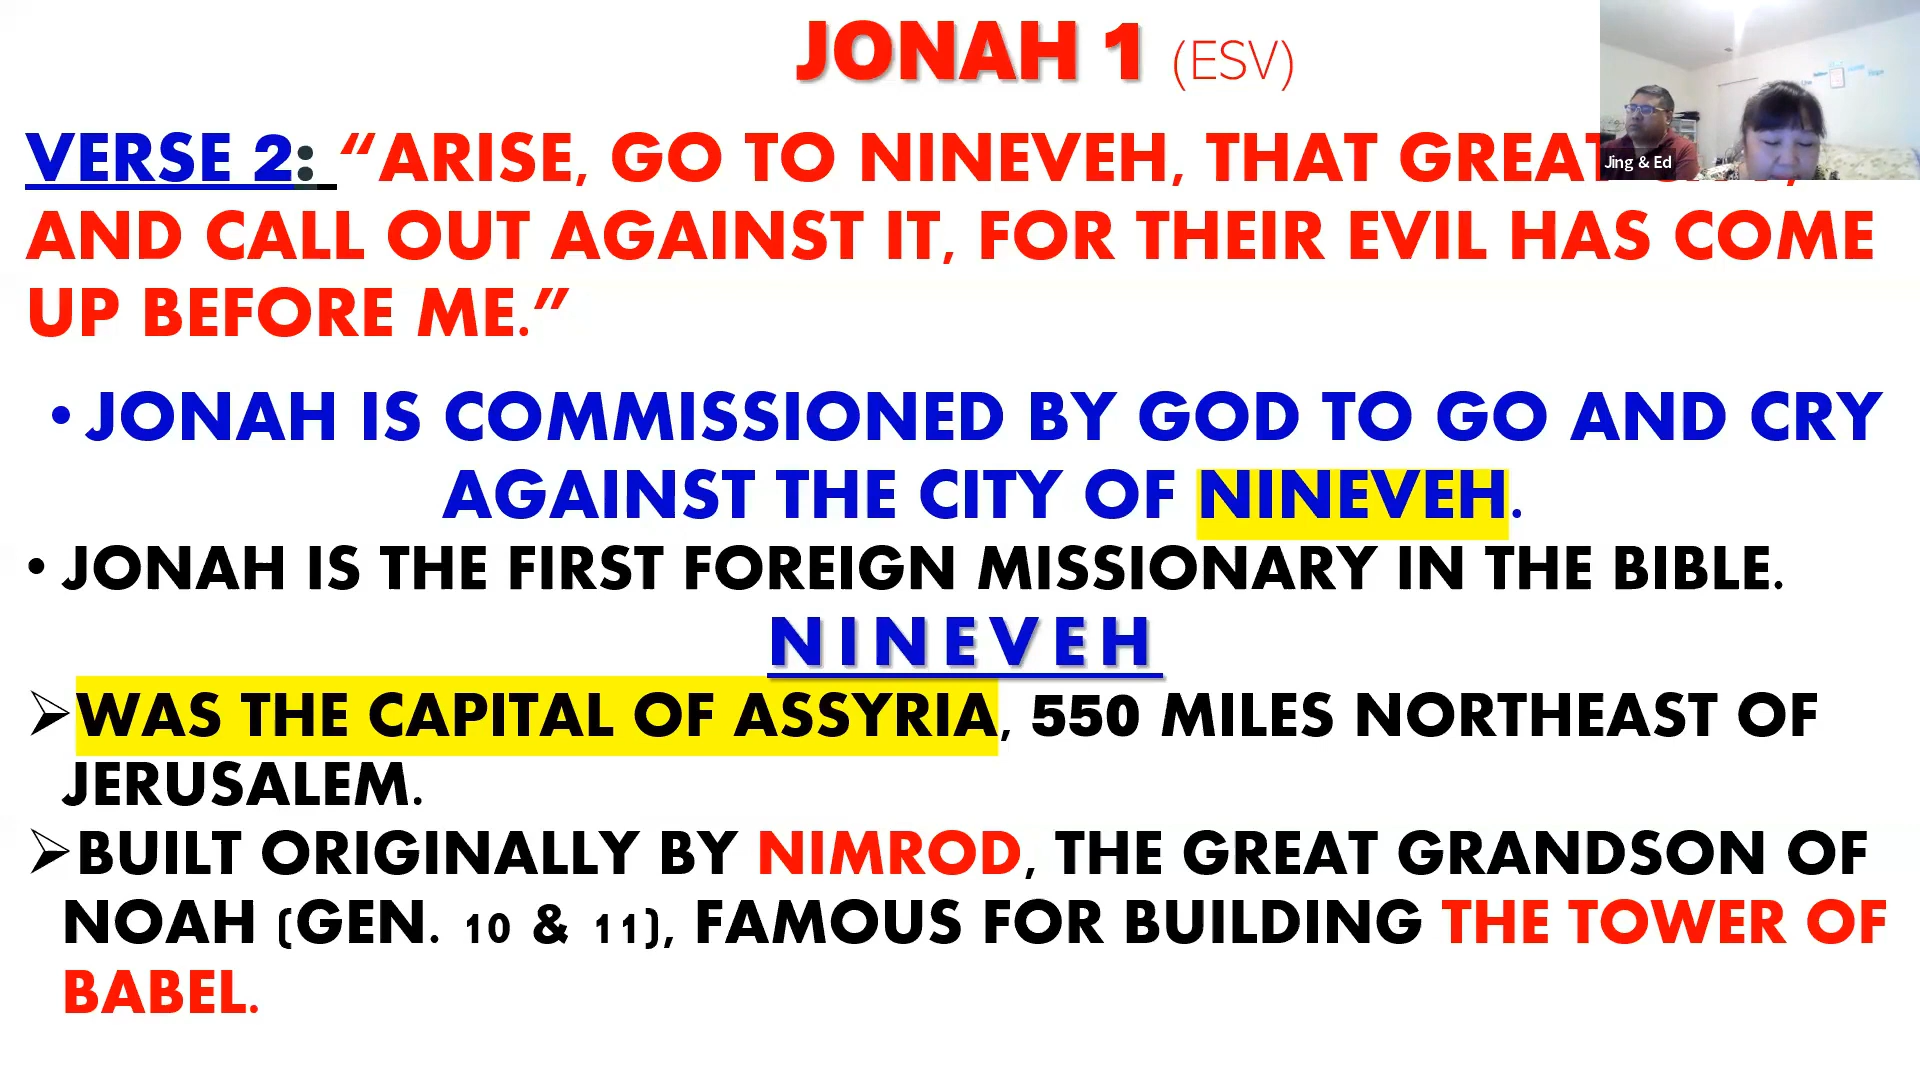 JONAH 1 (ESV)
VERSE 2: “ARISE, GO TO NINEVEH, THAT GREAT
AND CALL OUT AGAINST IT, FOR THEIR EVIL HAS COME
UP BEFORE ME.”
Jing & Ed
• JONAH IS COMMISSIONED BY GOD TO GO AND CRY
AGAINST THE CITY OF NINEVEH.
• JONAH IS THE FIRST FOREIGN MISSIONARY IN THE BIBLE.
NINEVEH
➢WAS THE CAPITAL OF ASSYRIA, 550 MILES NORTHEAST OF
JERUSALEM.
➢BUILT ORIGINALLY BY NIMROD, THE GREAT GRANDSON OF
NOAH (GEN. 10 & 11), FAMOUS FOR BUILDING THE TOWER OF
BABEL.